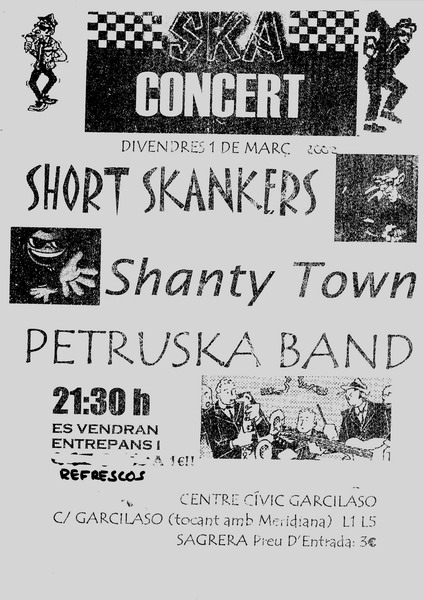 SKA
CONCERT
DIVENDRES 1 DE MARÇ 2002
SHORT SKANKERS
Shanty Town
PETRUSKA BAND
21:30 h
ES VENDRAN
ENTREPANS I
A 1€!!
REFRESCOS
CENTRE CÍVIC GARCILASO
C/ GARCILASO (tocant amb Meridiana) L1 L5
SAGRERA Preu D'Entrada: 3€